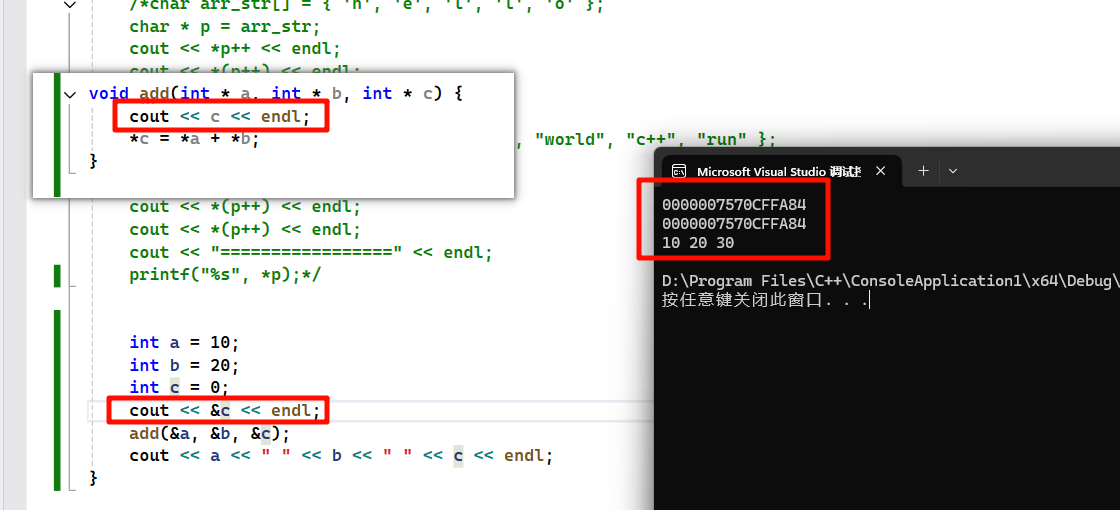 /*char arr_str[] = { 'h', 'e', 'l', 'l', 'o' };
char * p = arr_str;
cout << *p++ << endl;
cout << *(p++) << endl;
void add(int * a, int * b, int * c) {
cout << c << endl;
*c = *a + *b;
}
, "world", "c++", "run" };
cout << *(p++) << endl;
cout << *(p++) << endl;
cout << "=================" << endl;
printf("%s", *p);*/
int a = 10;
int b = 20;
int c = 0;
cout << &c << endl;
add(&a, &b, &c);
cout << a << " " << b << " " << c << endl;
}
Microsoft Visual Studio 调试
0000007570CFFA84
0000007570CFFA84
10 20 30
D:\Program Files\C++\ConsoleApplication1\x64\Debug\
按任意键关闭此窗口. . .